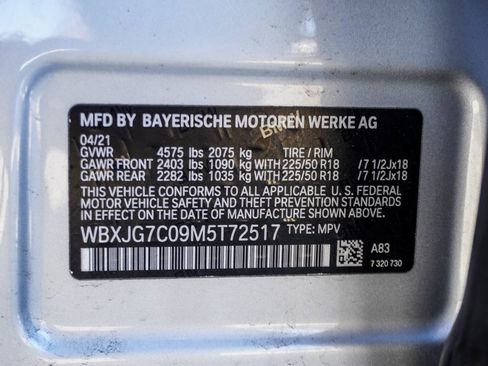 MFD BY BAYERISCHE MOTOREN WERKE AG
04/21
GVWR 4575 lbs 2075 kg TIRE / RIM
GAWR FRONT 2403 lbs 1090 kg WITH 225/50 R18 / 7 1/2Jx18
GAWR REAR 2282 lbs 1035 kg WITH 225/50 R18 / 7 1/2Jx18
THIS VEHICLE CONFORMS TO ALL APPLICABLE U.S. FEDERAL
MOTOR VEHICLE SAFETY AND THEFT PREVENTION STANDARDS
IN EFFECT ON THE DATE OF MANUFACTURE SHOWN ABOVE.
WBXJG7C09M5T72517 TYPE: MPV
A83
7 320 730